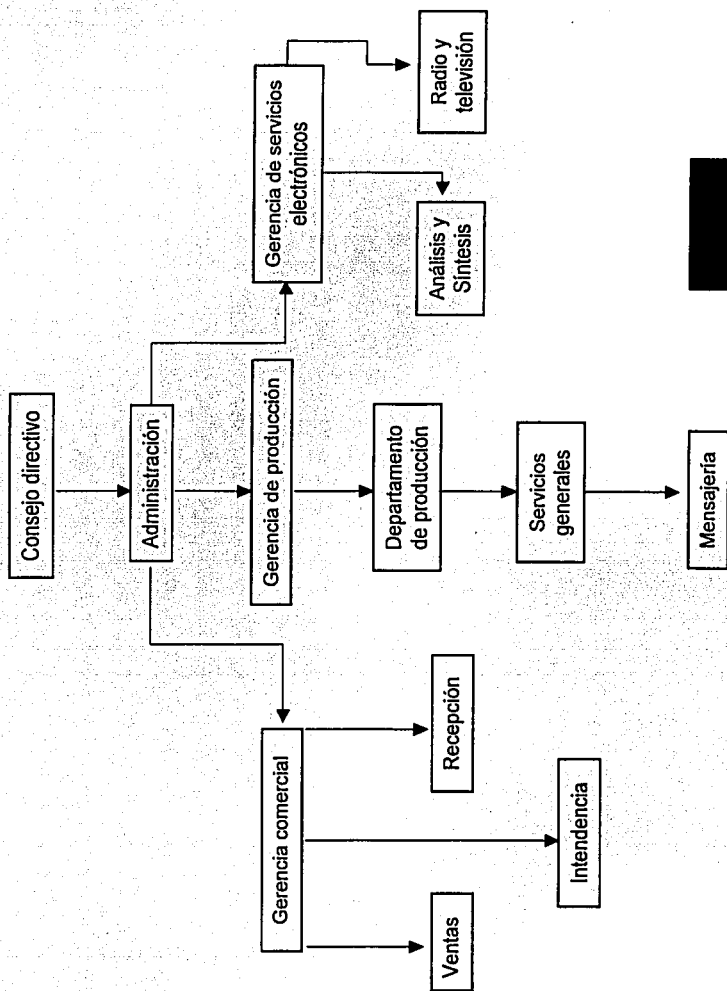 Consejo directivo
Administración
Gerencia comercial
Gerencia de producción
Gerencia de servicios
electrónicos
Ventas
Intendencia
Recepción
Departamento
de producción
Servicios
generales
Mensajería
Análisis y
Síntesis
Radio y
televisión